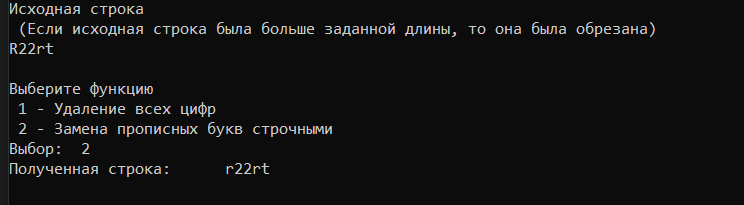 Исходная строка
(Если исходная строка была больше заданной длины, то она была обрезана)
R22rt
Выберите функцию
1 - Удаление всех цифр
2 - Замена прописных букв строчными
Выбор:  2
Полученная строка:      r22rt